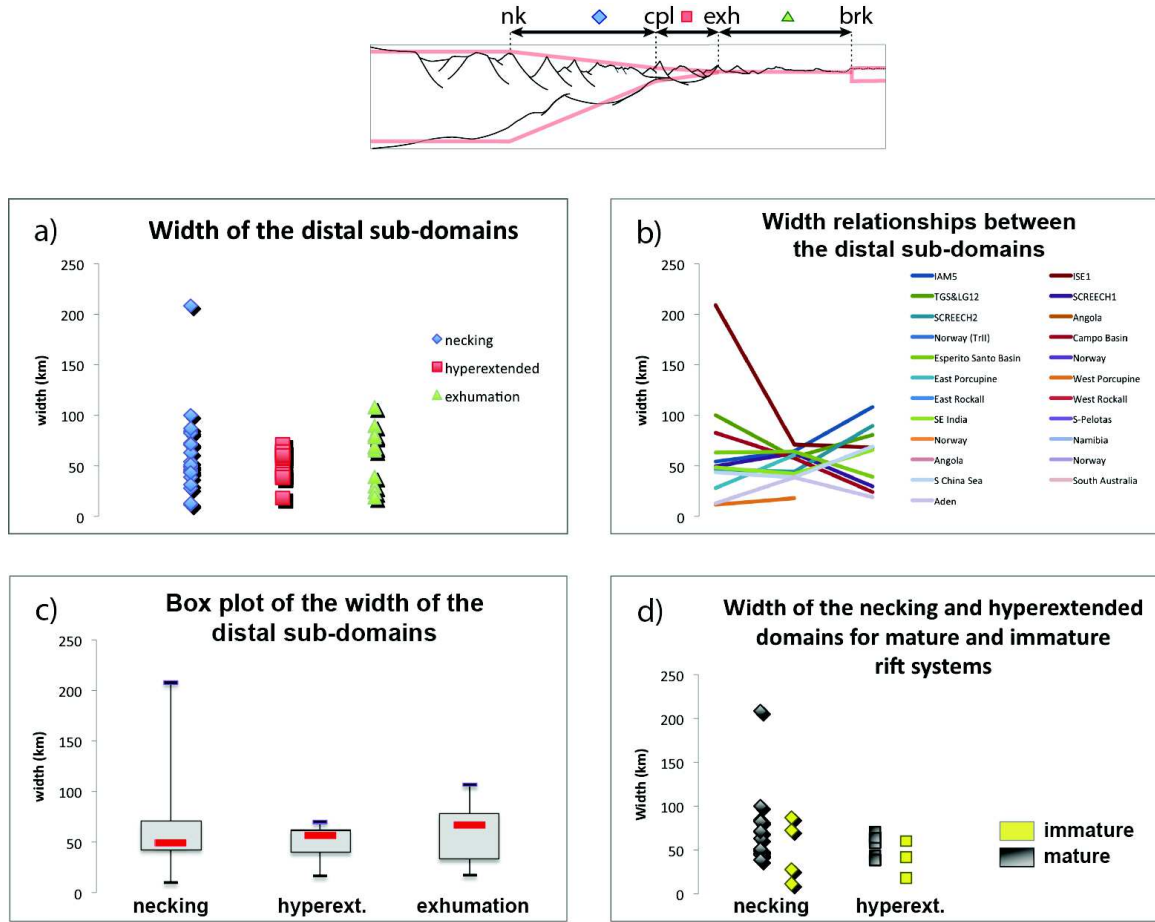 nk cpl exh brk
a) Width of the distal sub-domains
250
200
150
100
50
0
width (km)
necking
hyperextended
exhumation
b) Width relationships between
the distal sub-domains
250
200
150
100
50
0
width (km)
IAM5 ISE1
TGS&LG12 SCREECH1
SCREECH2 Angola
Norway (TrII) Campo Basin
Esperito Santo Basin Norway
East Porcupine West Porcupine
East Rockall West Rockall
SE India S-Pelotas
Norway Namibia
Angola Norway
S China Sea South Australia
Aden
c) Box plot of the width of the
distal sub-domains
250
200
150
100
50
0
width (km)
necking hyperext. exhumation
d) Width of the necking and hyperextended
domains for mature and immature
rift systems
250
200
150
100
50
0
Width (km)
necking hyperext.
immature
mature